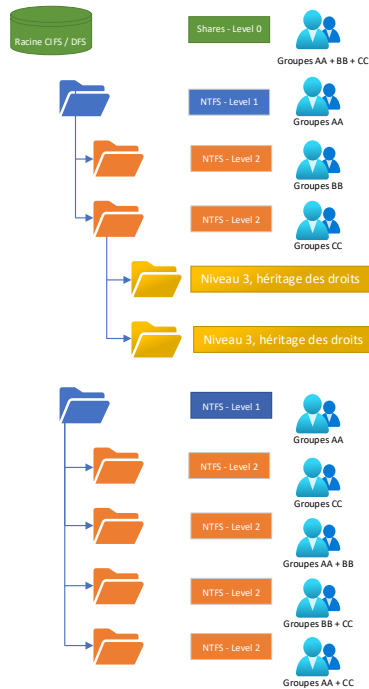 Racine CIFS / DFS
Shares - Level 0
Groupes AA + BB + CC
NTFS - Level 1
Groupes AA
NTFS - Level 2
Groupes BB
NTFS - Level 2
Groupes CC
Niveau 3, héritage des droits
Niveau 3, héritage des droits
NTFS - Level 1
Groupes AA
NTFS - Level 2
Groupes CC
NTFS - Level 2
Groupes AA + BB
NTFS - Level 2
Groupes BB + CC
NTFS - Level 2
Groupes AA + CC